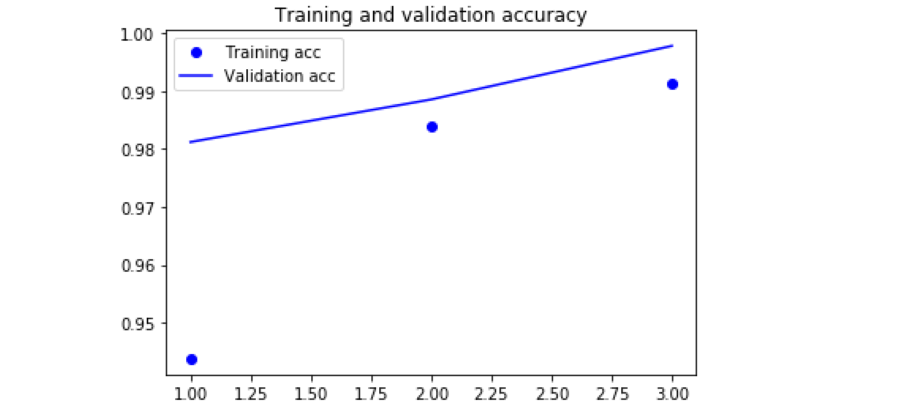 Training and validation accuracy
1.00
Training acc
Validation acc
0.99
0.98
0.97
0.96
0.95
1.00 1.25 1.50 1.75 2.00 2.25 2.50 2.75 3.00